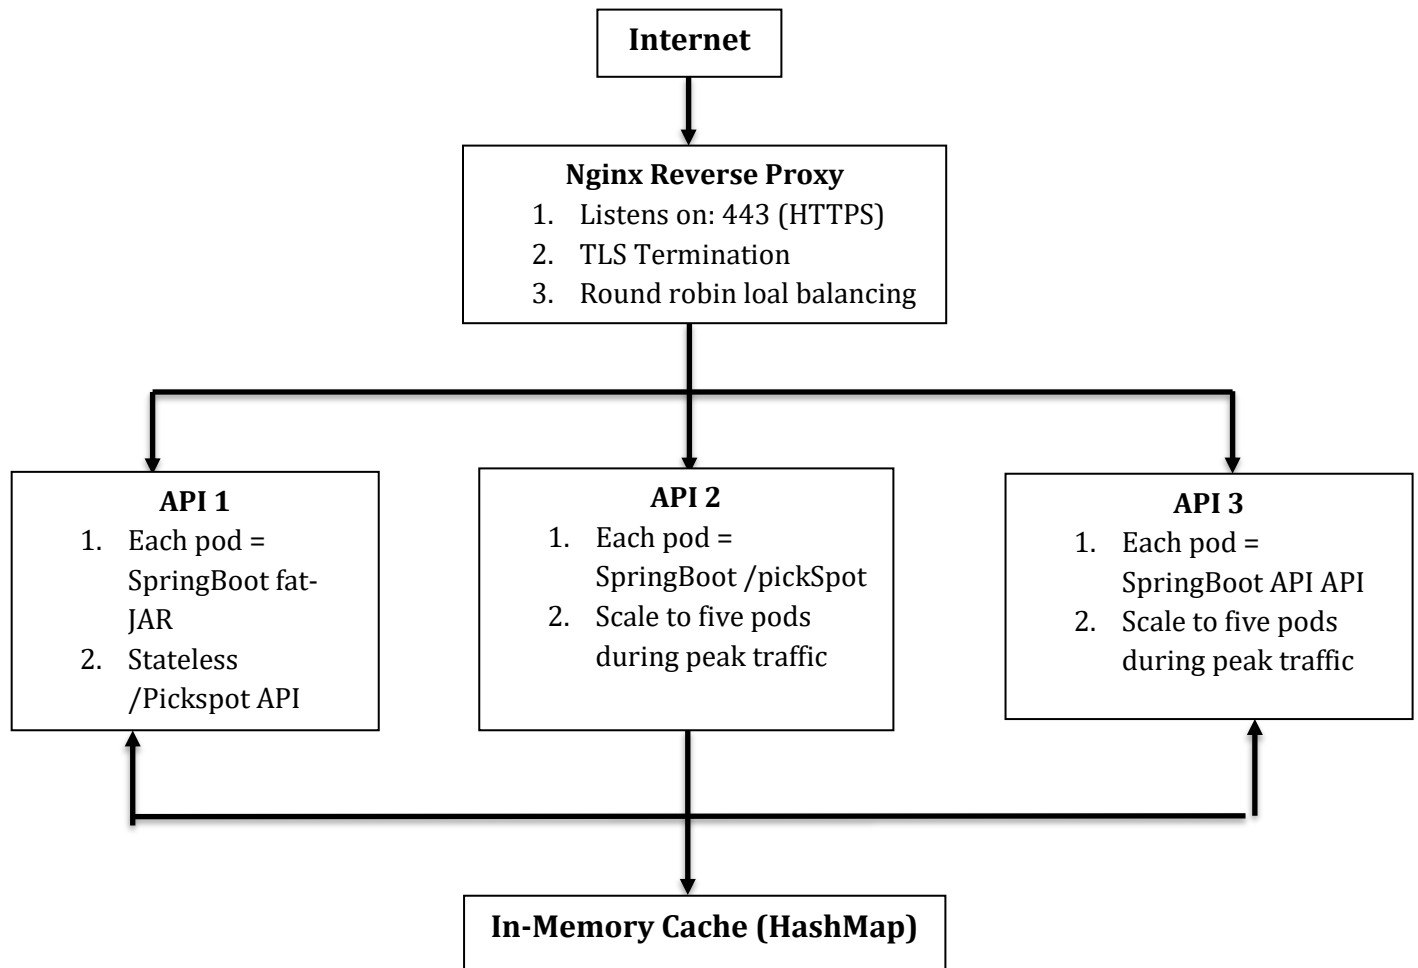 Internet
Nginx Reverse Proxy
1. Listens on: 443 (HTTPS)
2. TLS Termination
3. Round robin loal balancing
API 1
1. Each pod =
SpringBoot fat-
JAR
2. Stateless
/Pickspot API
API 2
1. Each pod =
SpringBoot /pickSpot
2. Scale to five pods
during peak traffic
API 3
1. Each pod =
SpringBoot API API
2. Scale to five pods
during peak traffic
In-Memory Cache (HashMap)